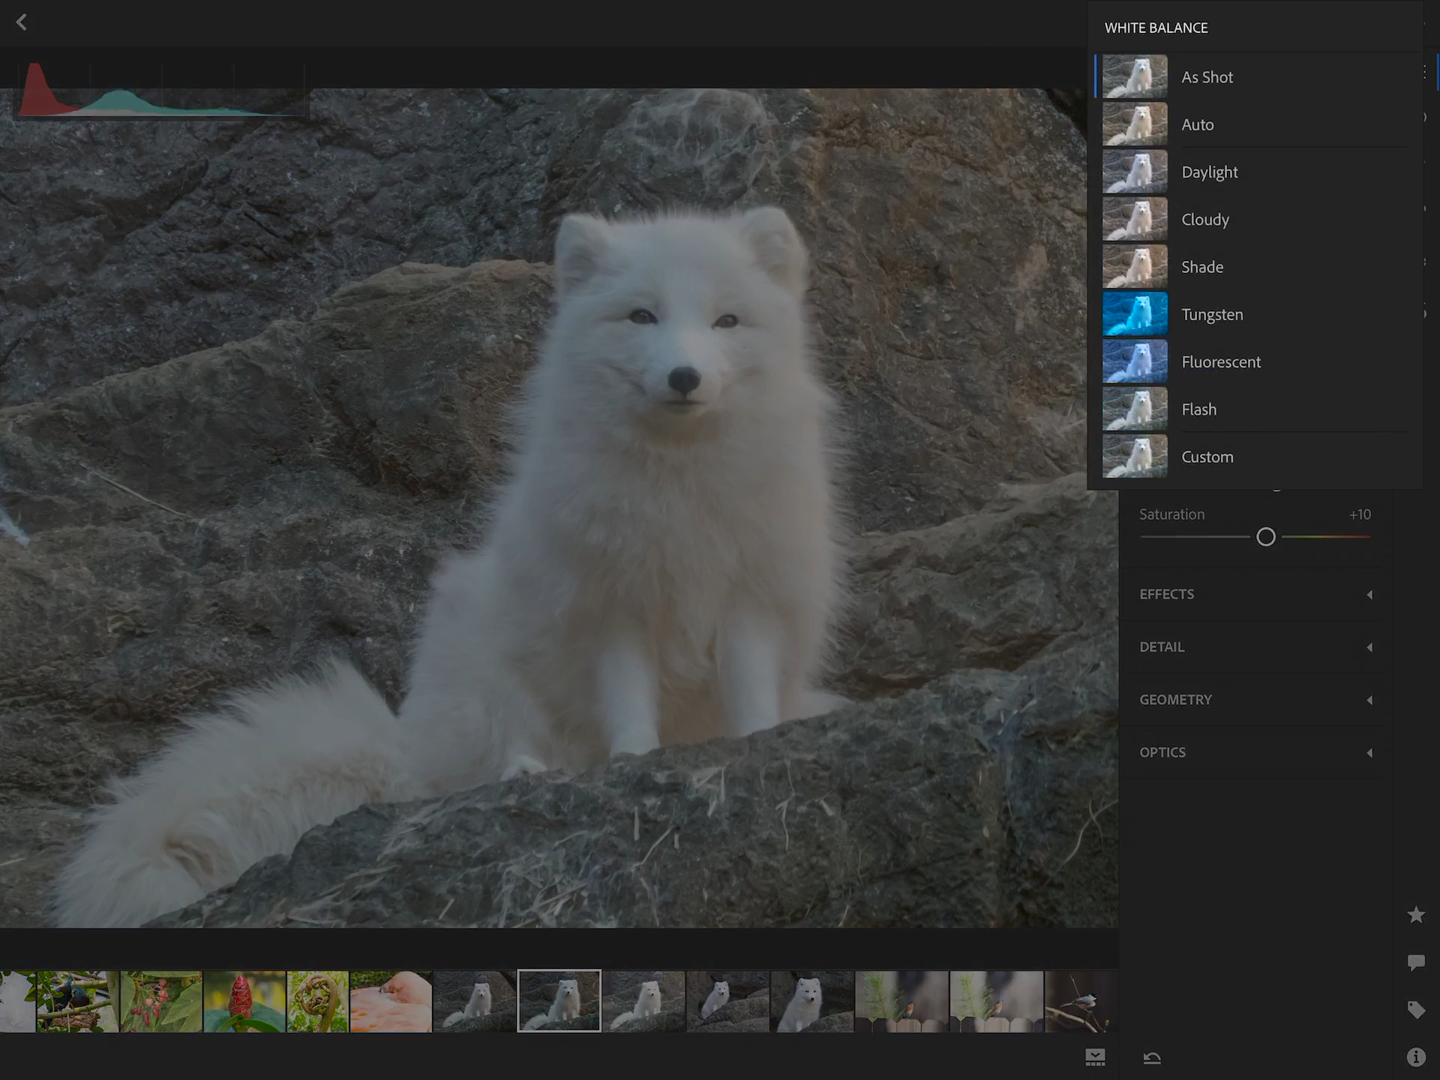 WHITE BALANCE
As Shot
Auto
Daylight
Cloudy
Shade
Tungsten
Fluorescent
Flash
Custom
Saturation +10
EFFECTS
DETAIL
GEOMETRY
OPTICS